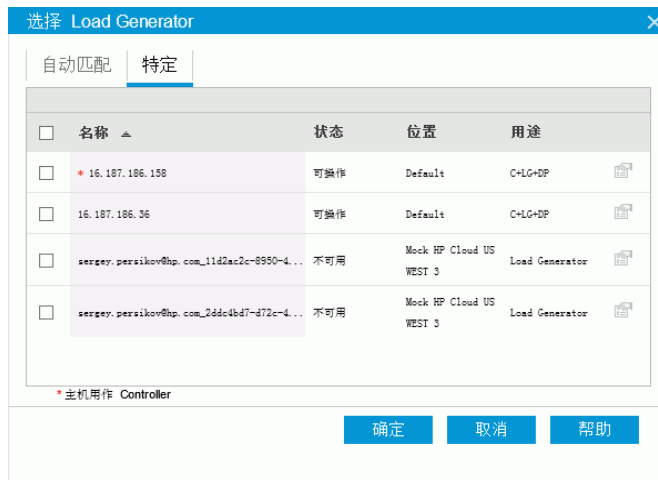 选择 Load Generator
自动匹配 特定
名称 状态 位置 用途
* 16.187.186.158 可操作 Default C+LG+DP
16.187.186.36 可操作 Default C+LG+DP
sergey.persikov@hp.com_11d2ac2c-8950-4... 不可用 Mock HP Cloud US WEST 3 Load Generator
sergey.persikov@hp.com_2ddc4bd7-d72c-4... 不可用 Mock HP Cloud US WEST 3 Load Generator
*主机用作 Controller
确定 取消 帮助